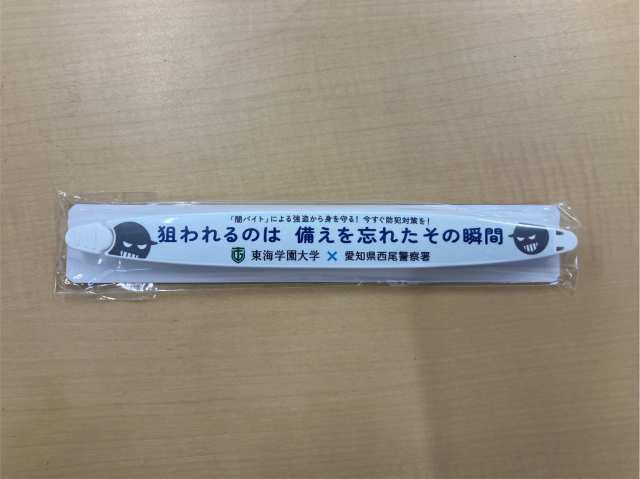 「闇バイト」による強盗から身を守る！今すぐ防犯対策を！
狙われるのは 備えを忘れたその瞬間
東海学園大学 × 愛知県西尾警察署